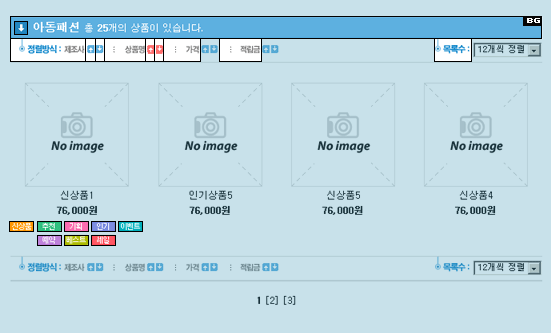 아동패션 총 25개의 상품이 있습니다. BG
정렬방식 : 제조사 : 상품명 : 가격 : 적립금 목록수 : 12개씩 정렬
No image No image No image No image
신상품1 인기상품5 신상품5 신상품4
76,000원 76,000원 76,000원 76,000원
신상품 추천 기획 인기 이벤트
예약 베스트 세일
정렬방식 : 제조사 : 상품명 : 가격 : 적립금 목록수 : 12개씩 정렬
1 [2] [3]